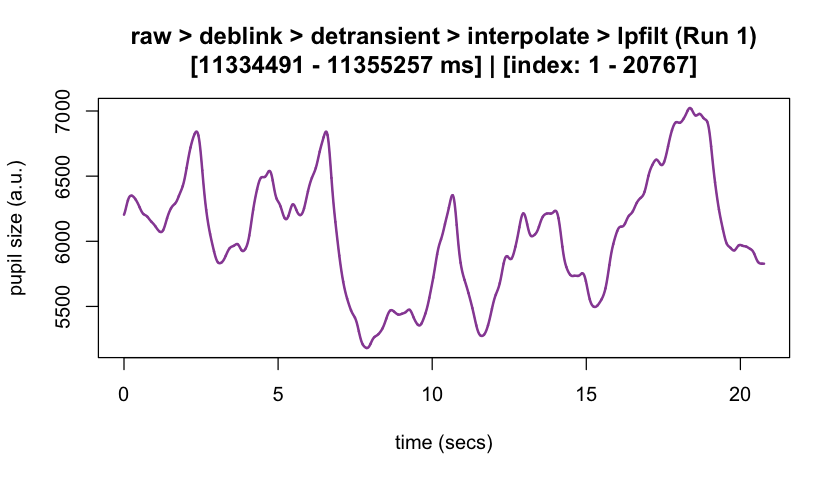 raw > deblink > detransient > interpolate > lpfilt (Run 1)
[11334491 - 11355257 ms] | [index: 1 - 20767]
pupil size (a.u.)
7000
6500
6000
5500
0 5 10 15 20
time (secs)